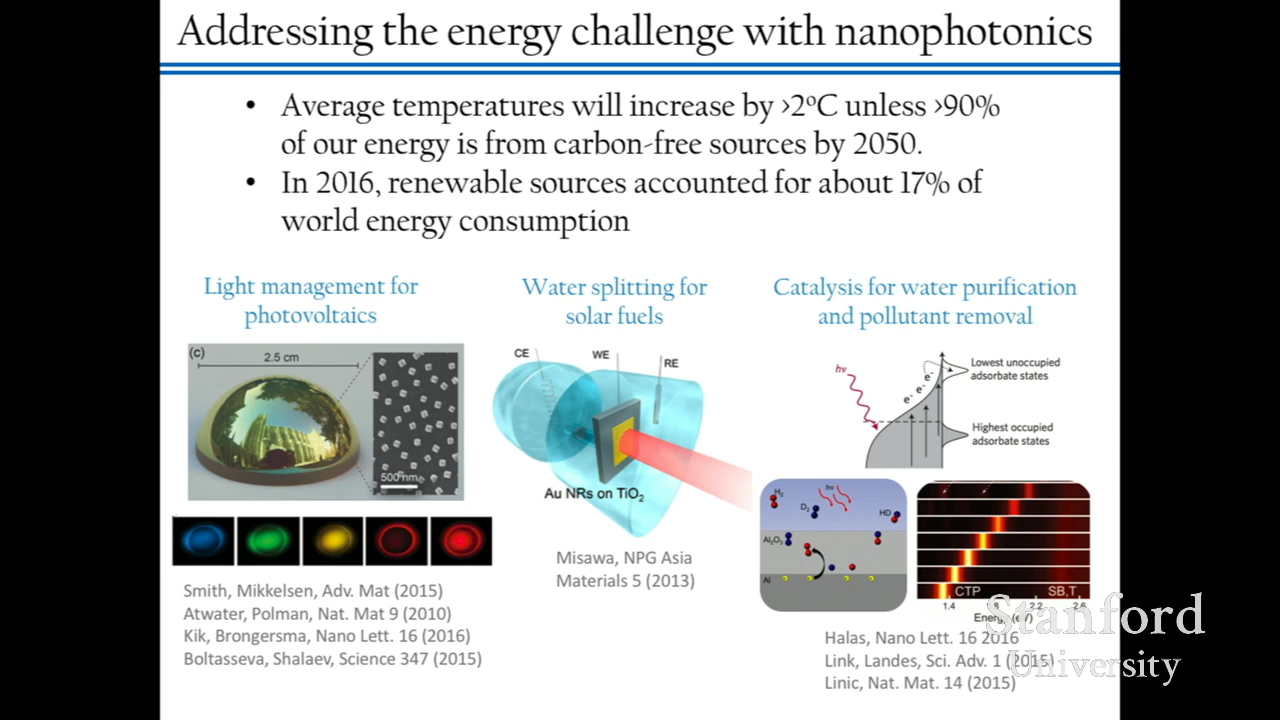 Addressing the energy challenge with nanophotonics
• Average temperatures will increase by >2°C unless >90%
of our energy is from carbon-free sources by 2050.
• In 2016, renewable sources accounted for about 17% of
world energy consumption
Light management for
photovoltaics
(c)
2.5 cm
500 nm
Smith, Mikkelsen, Adv. Mat (2015)
Atwater, Polman, Nat. Mat 9 (2010)
Kik, Brongersma, Nano Lett. 16 (2016)
Boltasseva, Shalaev, Science 347 (2015)
Water splitting for
solar fuels
CE
WE
RE
Au NRs on TiO₂
Misawa, NPG Asia
Materials 5 (2013)
Catalysis for water purification
and pollutant removal
hν
e⁻
e⁻
e⁻
Lowest unoccupied
adsorbate states
Highest occupied
adsorbate states
H₂
D₂
hν
HD
Al₂O₃
Al
CTP
SB,T
1.4 2.2 2.6
Energy (eV)
Halas, Nano Lett. 16 2016
Link, Landes, Sci. Adv. 1 (2015)
Linic, Nat. Mat. 14 (2015)
Stanford
University